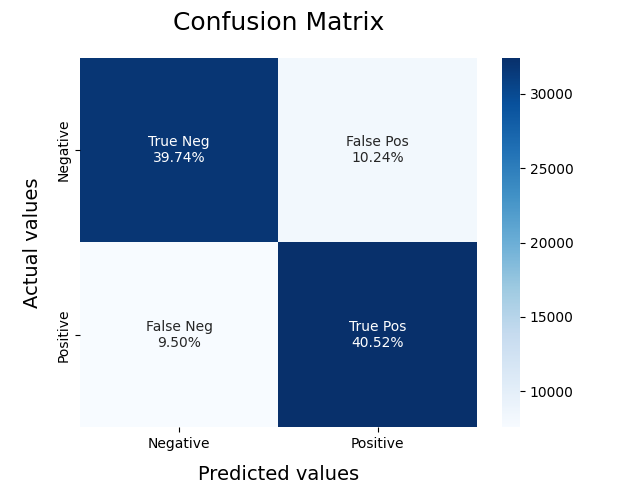 Confusion Matrix
Actual values
Negative
Positive
True Neg
39.74%
False Pos
10.24%
False Neg
9.50%
True Pos
40.52%
Negative
Positive
Predicted values
30000
25000
20000
15000
10000